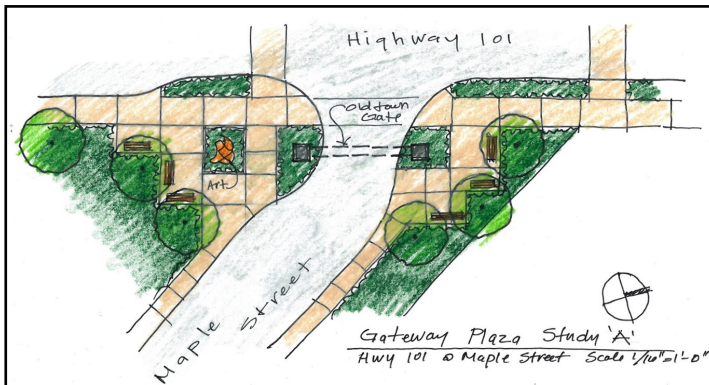 Highway 101
Old town
Gate
Art
Maple Street
Gateway Plaza Study 'A'
Hwy 101 @ Maple Street Scale 1/16"=1'-0"